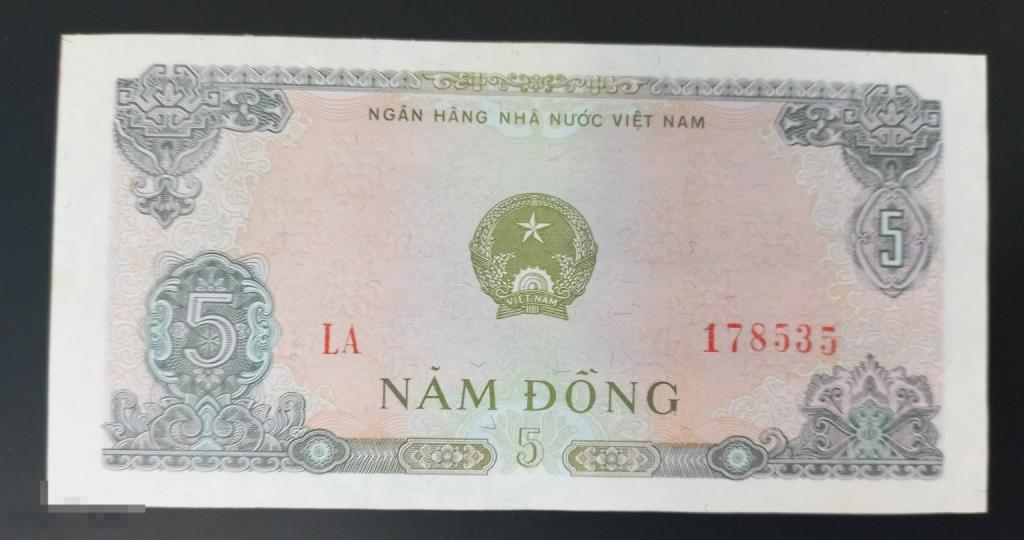 NGÂN HÀNG NHÀ NƯỚC VIỆT NAM
5
VIỆT NAM
5
LA 178535
NĂM ĐỒNG
5